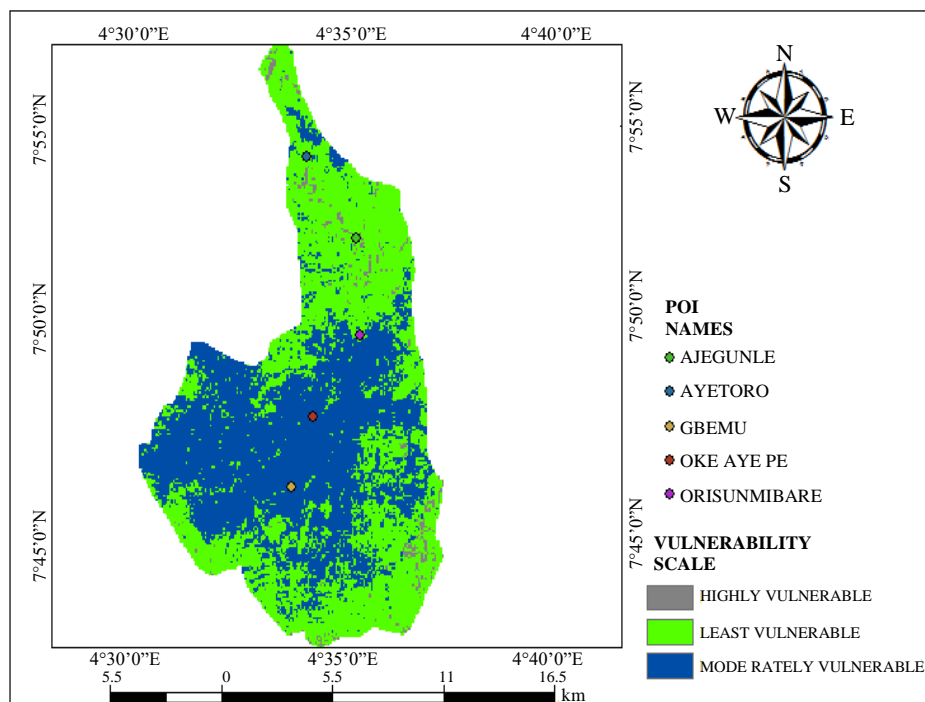 4°30’0”E 4°35’0”E 4°40’0”E
7°55’0”N 7°55’0”N
7°50’0”N 7°50’0”N
7°45’0”N 7°45’0”N
4°30’0”E 4°35’0”E 4°40’0”E
5.5 0 5.5 11 16.5
km
N
W E
S
POI
NAMES
AJEGUNLE
AYETORO
GBEMU
OKE AYE PE
ORISUNMIBARE
VULNERABILITY
SCALE
HIGHLY VULNERABLE
LEAST VULNERABLE
MODE RATELY VULNERABLE